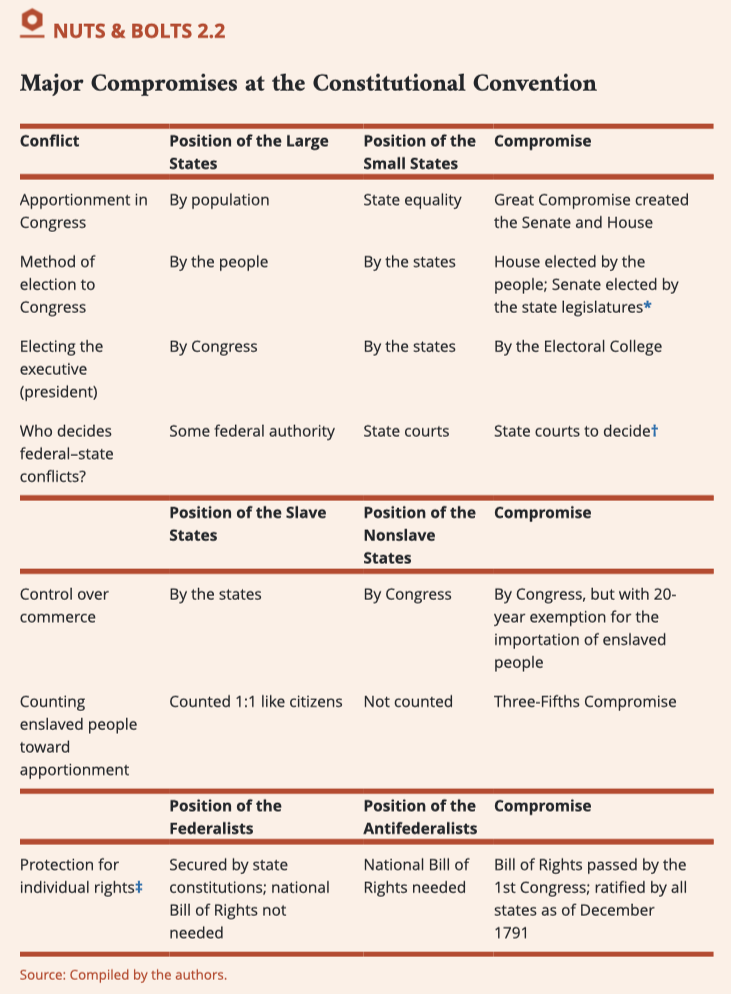 NUTS & BOLTS 2.2
Major Compromises at the Constitutional Convention
Conflict
Position of the Large
States
Position of the
Small States
Compromise
Apportionment in
Congress
By population
State equality
Great Compromise created
the Senate and House
Method of
election to
Congress
By the people
By the states
House elected by the
people; Senate elected by
the state legislatures*
Electing the
executive
(president)
By Congress
By the states
By the Electoral College
Who decides
federal–state
conflicts?
Some federal authority
State courts
State courts to decide†
Position of the Slave
States
Position of the
Nonslave
States
Compromise
Control over
commerce
By the states
By Congress
By Congress, but with 20-
year exemption for the
importation of enslaved
people
Counting
enslaved people
toward
apportionment
Counted 1:1 like citizens
Not counted
Three-Fifths Compromise
Position of the
Federalists
Position of the
Antifederalists
Compromise
Protection for
individual rights‡
Secured by state
constitutions; national
Bill of Rights not
needed
National Bill of
Rights needed
Bill of Rights passed by the
1st Congress; ratified by all
states as of December
1791
Source: Compiled by the authors.